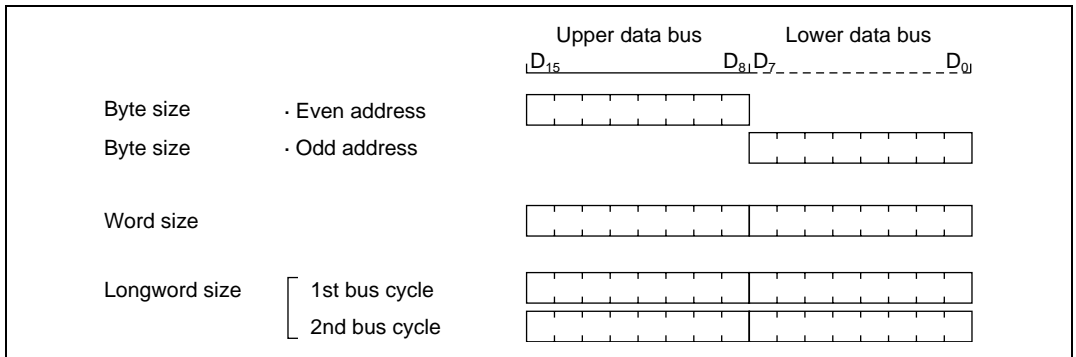 Upper data bus Lower data bus
D15 D8 D7 D0
Byte size · Even address
Byte size · Odd address
Word size
Longword size 1st bus cycle
2nd bus cycle